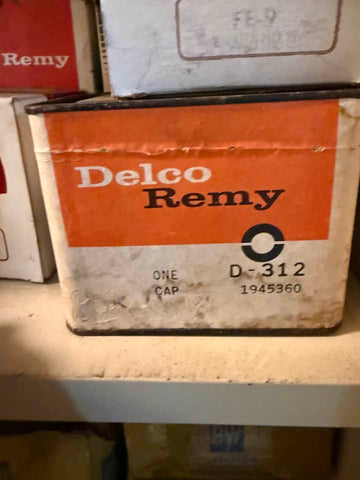 Remy
FE-9
Delco
Remy
ONE
CAP
D-312
1945360